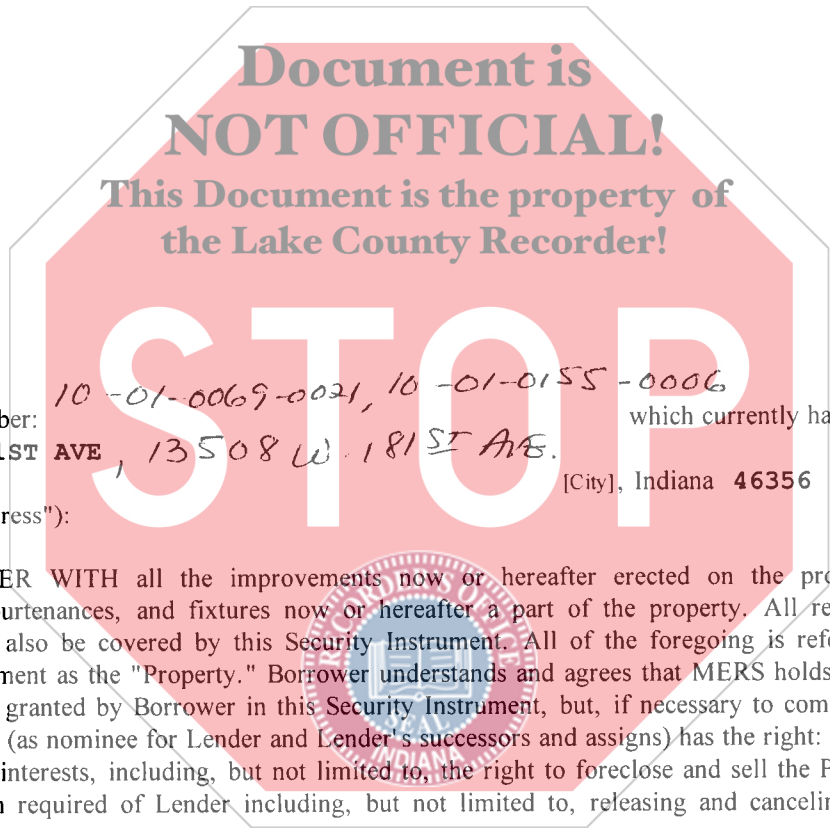 Document is
NOT OFFICIAL!
This Document is the property of
the Lake County Recorder!
STOP
10-01-0069-0021, 10-01-0155-0006
ber: which currently ha
1ST AVE, 13508 W. 181ST AVE.
[City], Indiana 46356
ress"):
ER WITH all the improvements now or hereafter erected on the pro
urtenances, and fixtures now or hereafter a part of the property. All re
also be covered by this Security Instrument. All of the foregoing is refe
ment as the "Property." Borrower understands and agrees that MERS holds
granted by Borrower in this Security Instrument, but, if necessary to com
(as nominee for Lender and Lender's successors and assigns) has the right:
interests, including, but not limited to, the right to foreclose and sell the P
n required of Lender including, but not limited to, releasing and cancelin
RECORDER'S OFFICE
SEAL
INDIANA